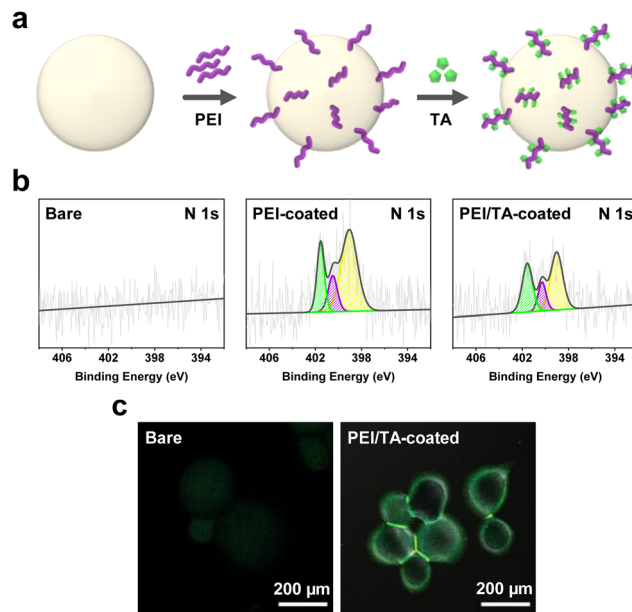 a
PEI
TA
b
Bare N 1s
PEI-coated N 1s
PEI/TA-coated N 1s
406 402 398 394
406 402 398 394
406 402 398 394
Binding Energy (eV)
Binding Energy (eV)
Binding Energy (eV)
c
Bare
PEI/TA-coated
200 µm
200 µm